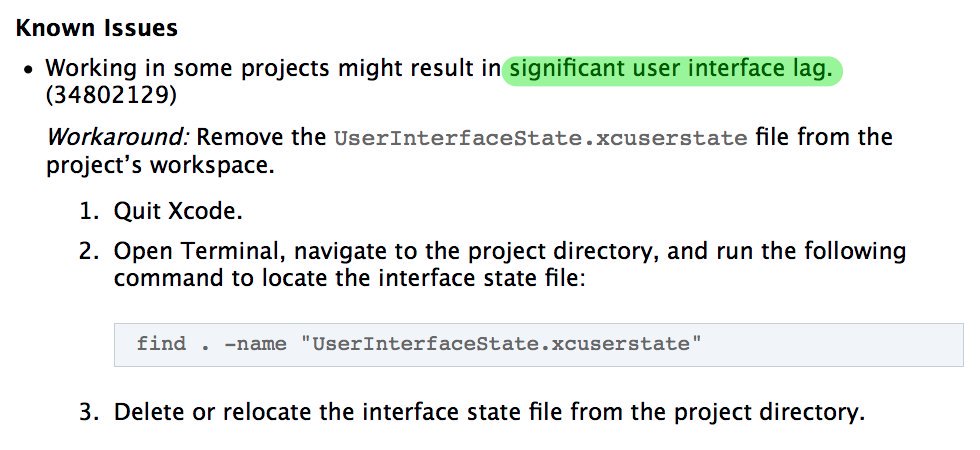 Known Issues
• Working in some projects might result in significant user interface lag.
(34802129)
Workaround: Remove the UserInterfaceState.xcuserstate file from the
project’s workspace.
1. Quit Xcode.
2. Open Terminal, navigate to the project directory, and run the following
command to locate the interface state file:
find . -name "UserInterfaceState.xcuserstate"
3. Delete or relocate the interface state file from the project directory.